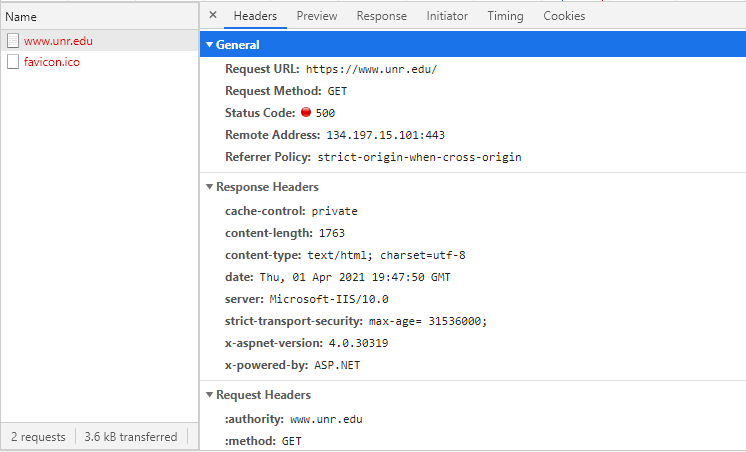 Name
www.unr.edu
favicon.ico
2 requests
3.6 kB transferred
× Headers Preview Response Initiator Timing Cookies
General
Request URL: https://www.unr.edu/
Request Method: GET
Status Code: 500
Remote Address: 134.197.15.101:443
Referrer Policy: strict-origin-when-cross-origin
Response Headers
cache-control: private
content-length: 1763
content-type: text/html; charset=utf-8
date: Thu, 01 Apr 2021 19:47:50 GMT
server: Microsoft-IIS/10.0
strict-transport-security: max-age= 31536000;
x-aspnet-version: 4.0.30319
x-powered-by: ASP.NET
Request Headers
:authority: www.unr.edu
:method: GET